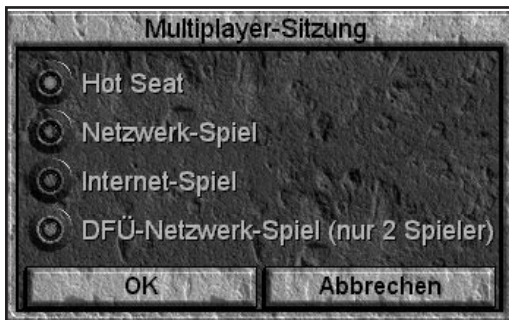 Multiplayer-Sitzung
Hot Seat
Netzwerk-Spiel
Internet-Spiel
DFÜ-Netzwerk-Spiel (nur 2 Spieler)
OK
Abbrechen